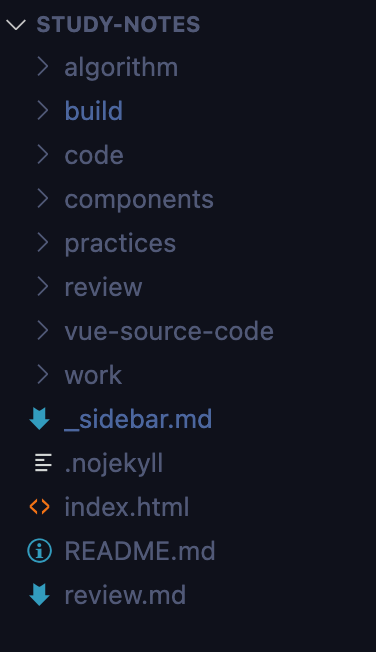 STUDY-NOTES
algorithm
build
code
components
practices
review
vue-source-code
work
_sidebar.md
.nojekyll
index.html
README.md
review.md